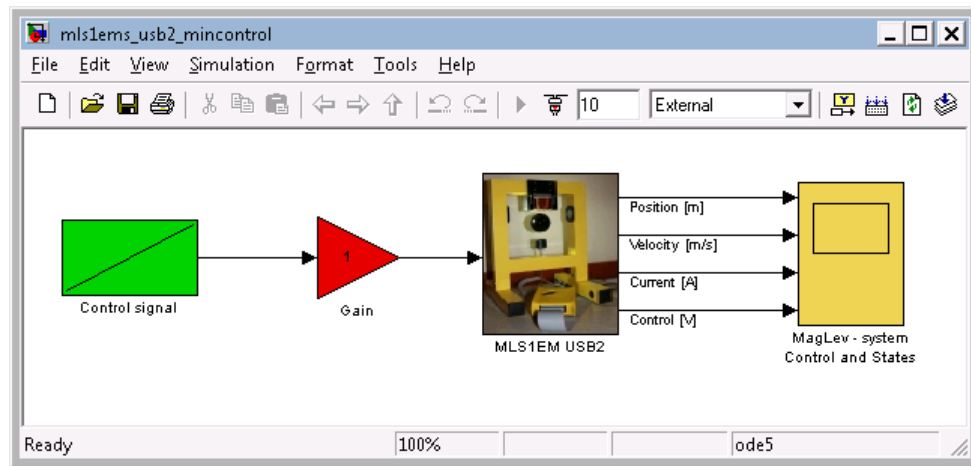 mls1ems_usb2_mincontrol
File Edit View Simulation Format Tools Help
10 External
Control signal
1
Gain
MLS1EM USB2
Position [m]
Velocity [m/s]
Current [A]
Control [V]
MagLev - system
Control and States
Ready 100% ode5